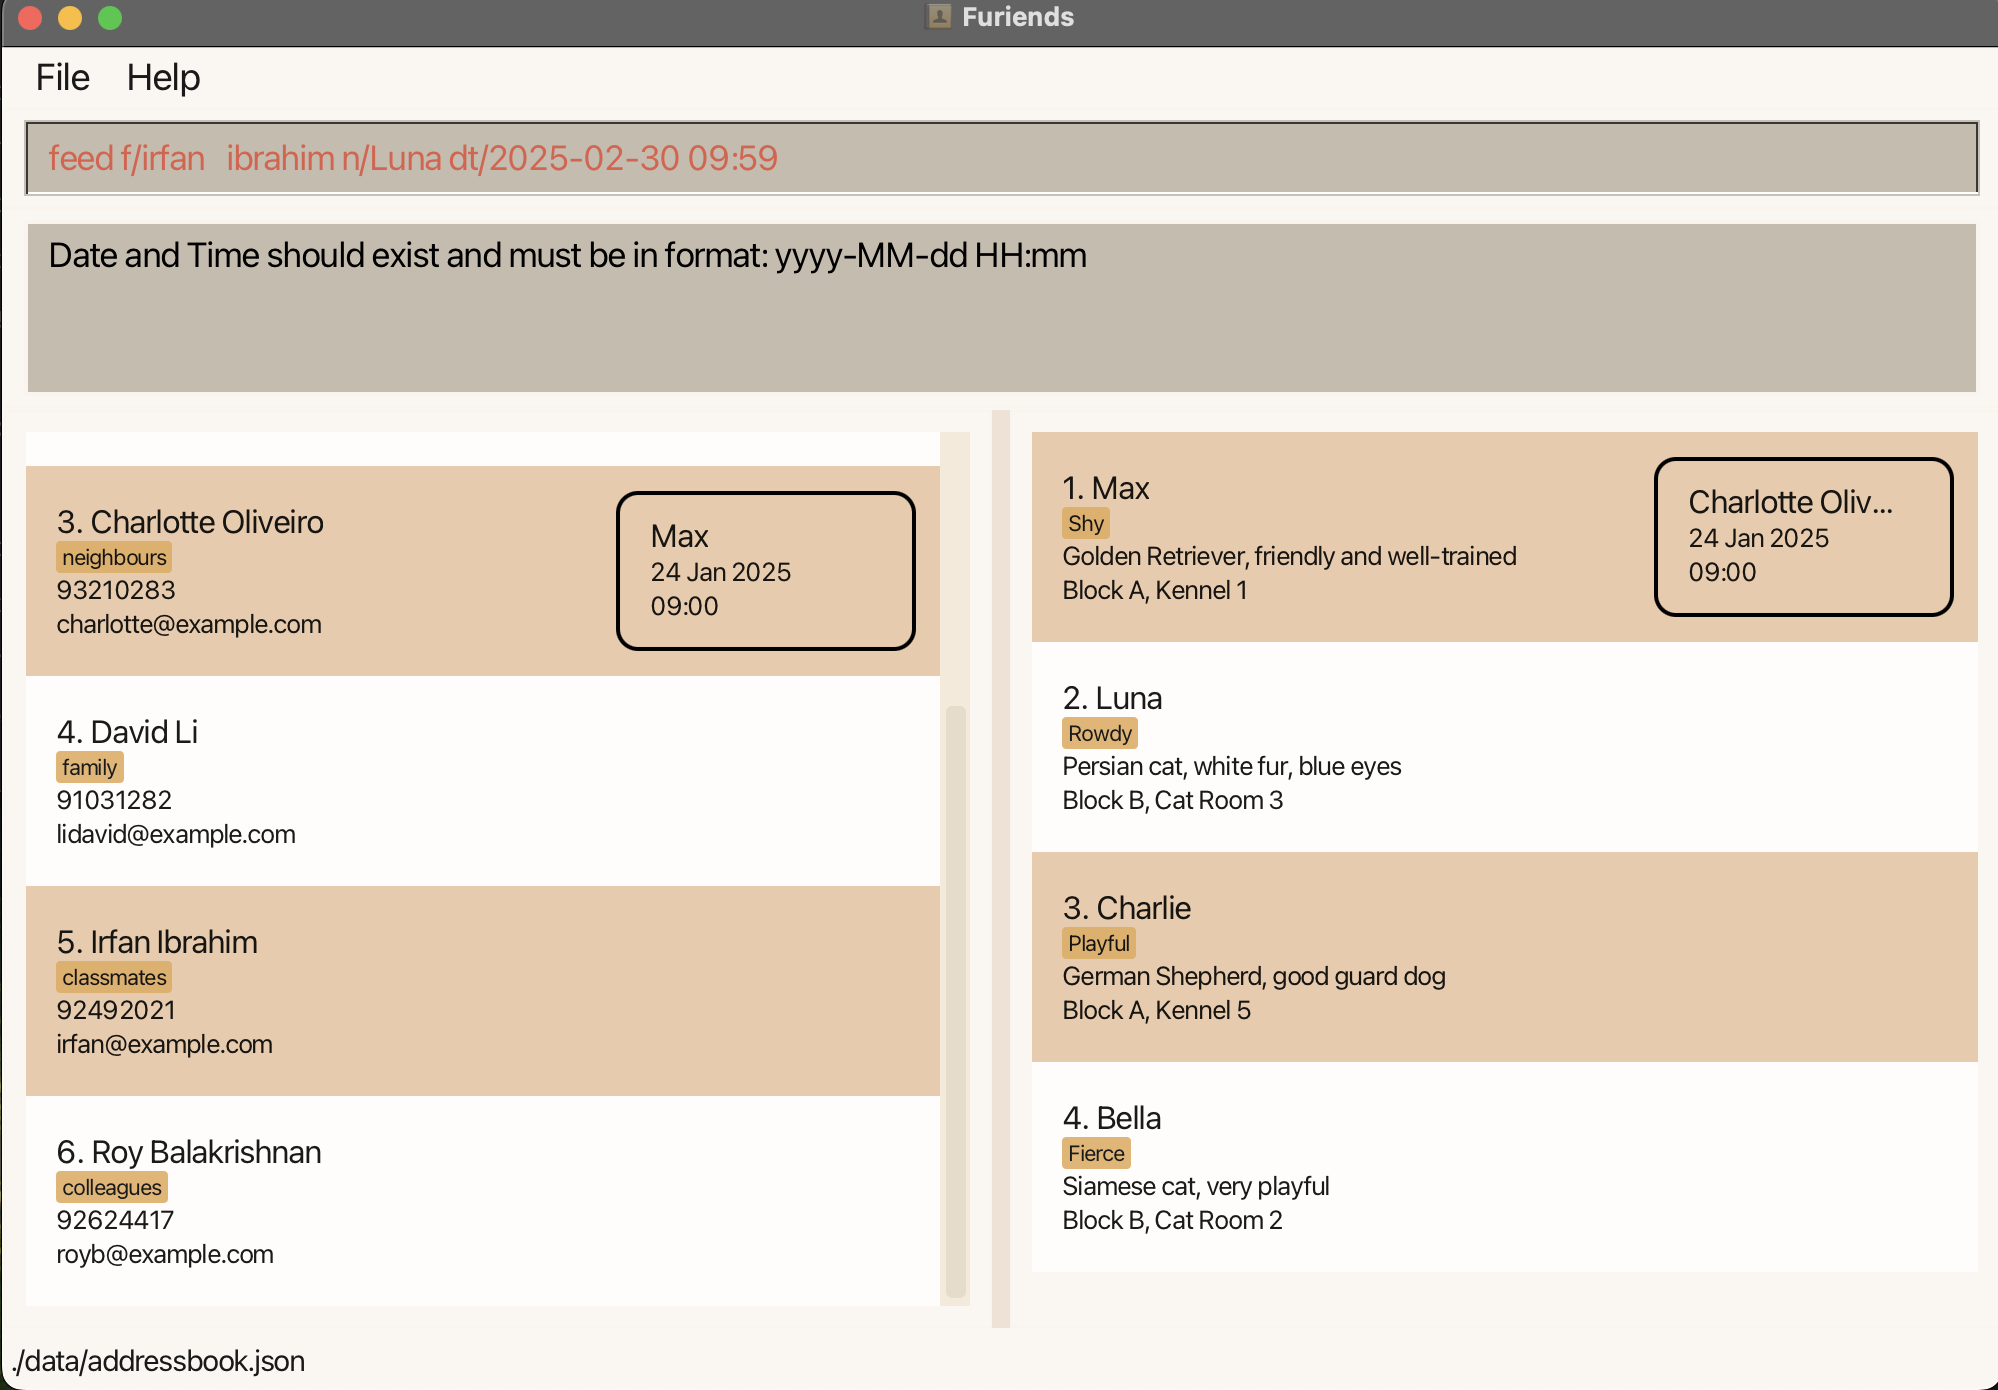 Furiends
File Help
feed f/irfan   ibrahim n/Luna dt/2025-02-30 09:59
Date and Time should exist and must be in format: yyyy-MM-dd HH:mm
3. Charlotte Oliveiro
neighbours
93210283
charlotte@example.com
Max
24 Jan 2025
09:00
4. David Li
family
91031282
lidavid@example.com
5. Irfan Ibrahim
classmates
92492021
irfan@example.com
6. Roy Balakrishnan
colleagues
92624417
royb@example.com
1. Max
Shy
Golden Retriever, friendly and well-trained
Block A, Kennel 1
Charlotte Oliv...
24 Jan 2025
09:00
2. Luna
Rowdy
Persian cat, white fur, blue eyes
Block B, Cat Room 3
3. Charlie
Playful
German Shepherd, good guard dog
Block A, Kennel 5
4. Bella
Fierce
Siamese cat, very playful
Block B, Cat Room 2
./data/addressbook.json